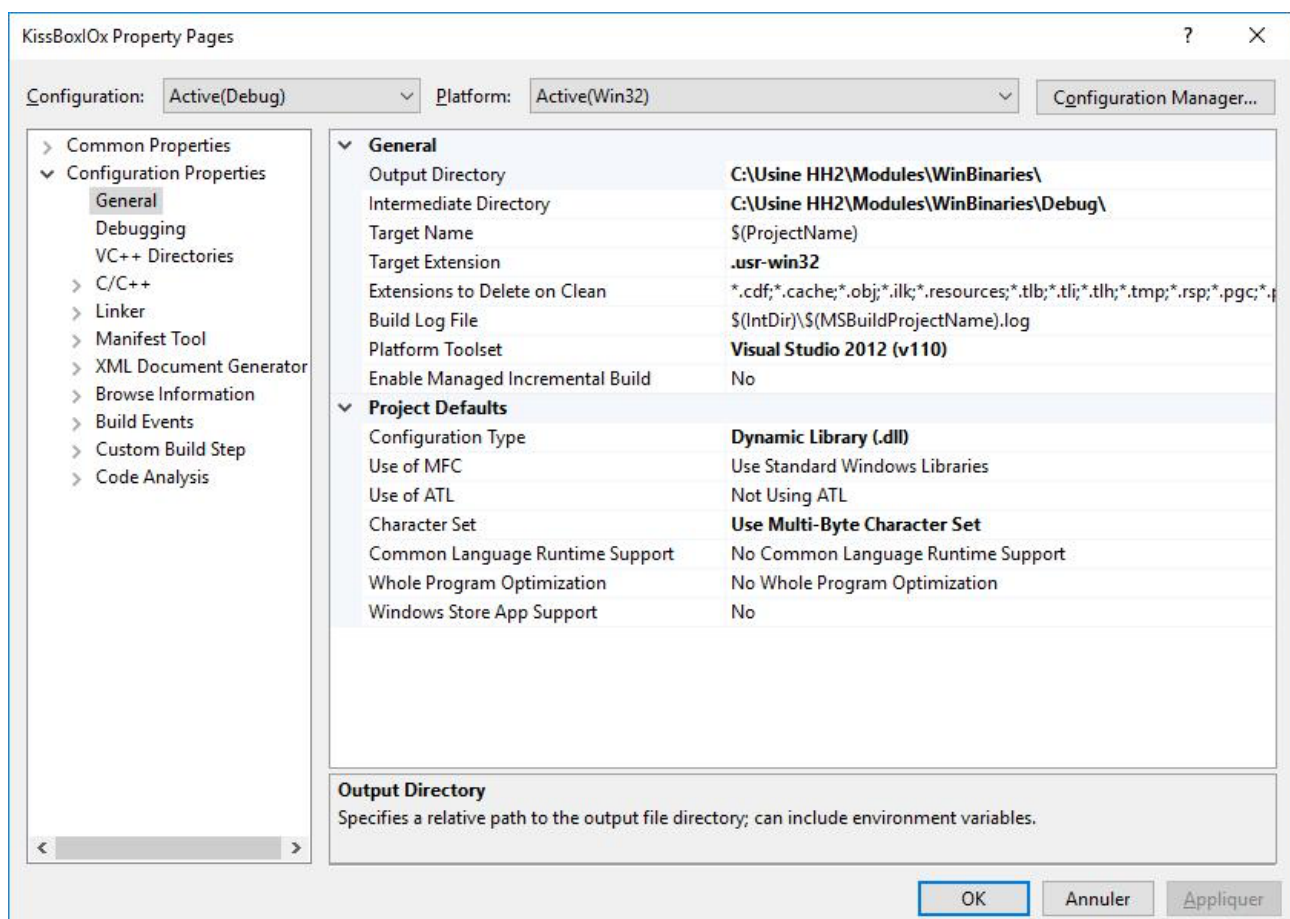 KissBoxIOx Property Pages
?
Configuration: Active(Debug) Platform: Active(Win32) Configuration Manager...
Common Properties
Configuration Properties
General
Debugging
VC++ Directories
C/C++
Linker
Manifest Tool
XML Document Generator
Browse Information
Build Events
Custom Build Step
Code Analysis
General
Output Directory C:\Usine HH2\Modules\WinBinaries\
Intermediate Directory C:\Usine HH2\Modules\WinBinaries\Debug\
Target Name $(ProjectName)
Target Extension .usr-win32
Extensions to Delete on Clean *.cdf;*.cache;*.obj;*.ilk;*.resources;*.tlb;*.tli;*.tlh;*.tmp;*.rsp;*.pgc;*.p
Build Log File $(IntDir)\$(MSBuildProjectName).log
Platform Toolset Visual Studio 2012 (v110)
Enable Managed Incremental Build No
Project Defaults
Configuration Type Dynamic Library (.dll)
Use of MFC Use Standard Windows Libraries
Use of ATL Not Using ATL
Character Set Use Multi-Byte Character Set
Common Language Runtime Support No Common Language Runtime Support
Whole Program Optimization No Whole Program Optimization
Windows Store App Support No
Output Directory
Specifies a relative path to the output file directory; can include environment variables.
OK Annuler Appliquer